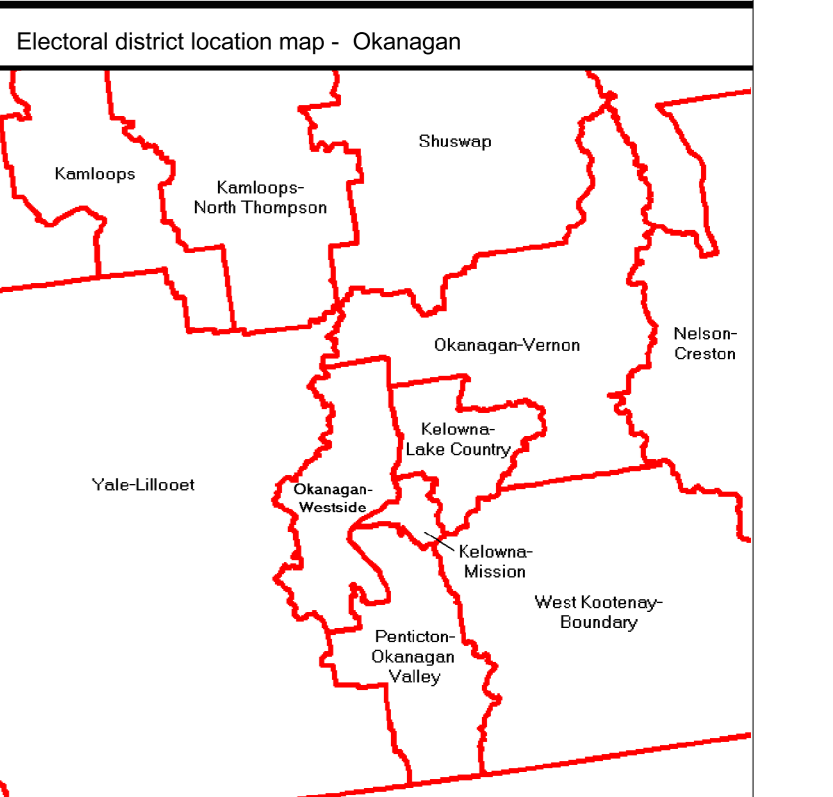 Electoral district location map - Okanagan
Shuswap
Kamloops
Kamloops-
North Thompson
Nelson-
Creston
Okanagan-Vernon
Kelowna-
Lake Country
Yale-Lillooet
Okanagan-
Westside
Kelowna-
Mission
West Kootenay-
Boundary
Penticton-
Okanagan
Valley